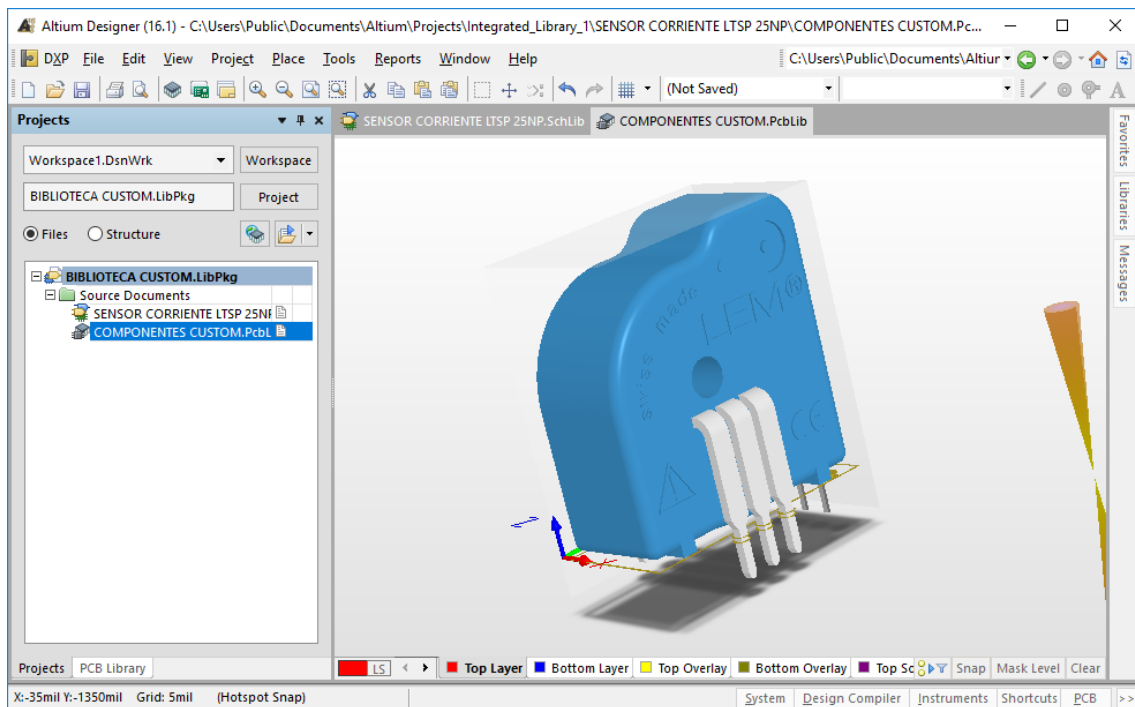 Altium Designer (16.1) - C:\Users\Public\Documents\Altium\Projects\Integrated_Library_1\SENSOR CORRIENTE LTSP 25NP\COMPONENTES CUSTOM.Pc...
DXP File Edit View Project Place Tools Reports Window Help C:\Users\Public\Documents\Altiur
(Not Saved)
Projects
SENSOR CORRIENTE LTSP 25NP.SchLib COMPONENTES CUSTOM.PcbLib
Workspace1.DsnWrk Workspace
BIBLIOTECA CUSTOM.LibPkg Project
Files Structure
BIBLIOTECA CUSTOM.LibPkg
Source Documents
SENSOR CORRIENTE LTSP 25NF
COMPONENTES CUSTOM.PcbL
Favorites
Libraries
Messages
swiss made
LEM®
CE
Projects PCB Library
LS Top Layer Bottom Layer Top Overlay Bottom Overlay Top Sc Snap Mask Level Clear
X:-35mil Y:-1350mil Grid: 5mil (Hotspot Snap)
System Design Compiler Instruments Shortcuts PCB >>